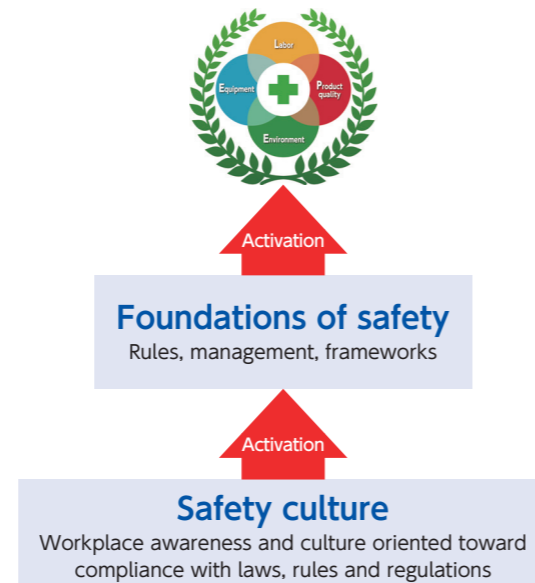 Labor
Equipment
Product
quality
Environment
Activation
Foundations of safety
Rules, management, frameworks
Activation
Safety culture
Workplace awareness and culture oriented toward
compliance with laws, rules and regulations